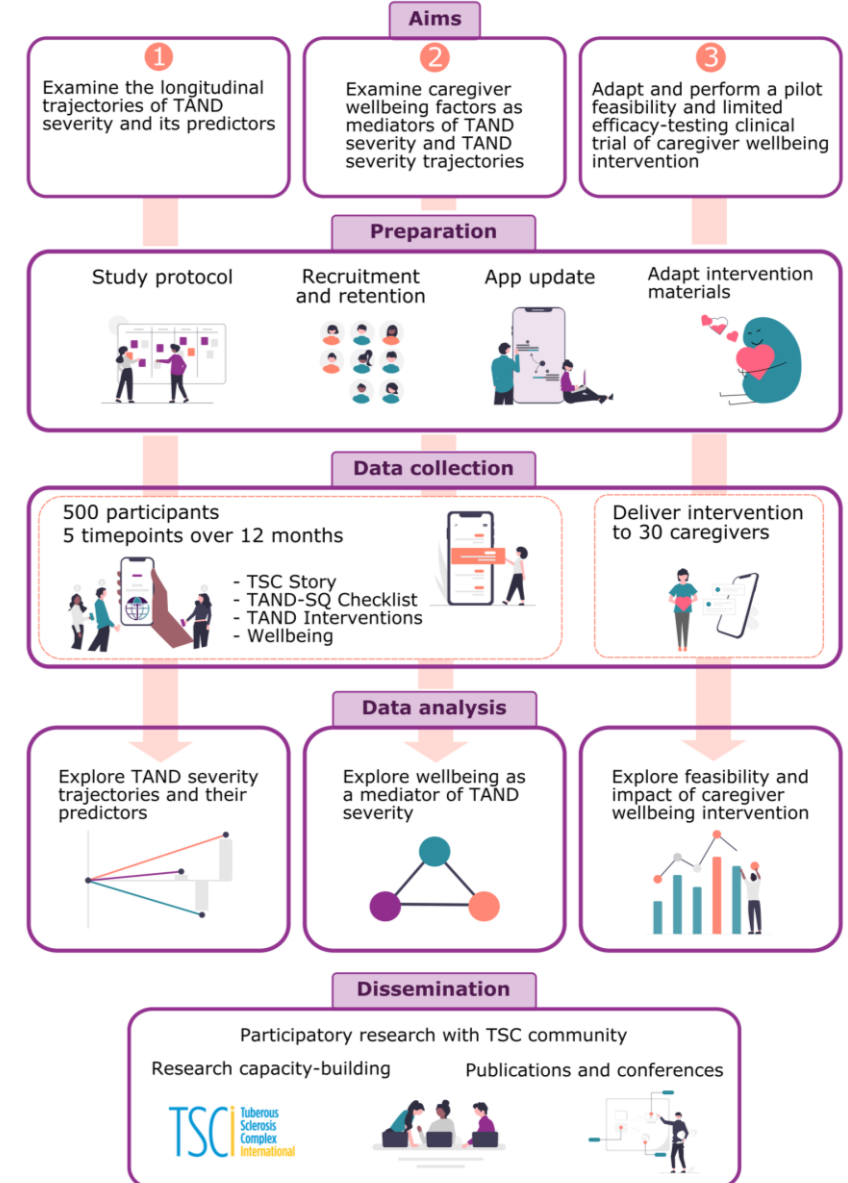 Aims
1
Examine the longitudinal
trajectories of TAND
severity and its predictors
2
Examine caregiver
wellbeing factors as
mediators of TAND
severity and TAND
severity trajectories
3
Adapt and perform a pilot
feasibility and limited
efficacy-testing clinical
trial of caregiver wellbeing
intervention
Preparation
Study protocol
Recruitment
and retention
App update
Adapt intervention
materials
Data collection
500 participants
5 timepoints over 12 months
- TSC Story
- TAND-SQ Checklist
- TAND Interventions
- Wellbeing
Deliver intervention
to 30 caregivers
Data analysis
Explore TAND severity
trajectories and their
predictors
Explore wellbeing as
a mediator of TAND
severity
Explore feasibility and
impact of caregiver
wellbeing intervention
Dissemination
Participatory research with TSC community
Research capacity-building
Publications and conferences
TSCi
Tuberous
Sclerosis
Complex
International